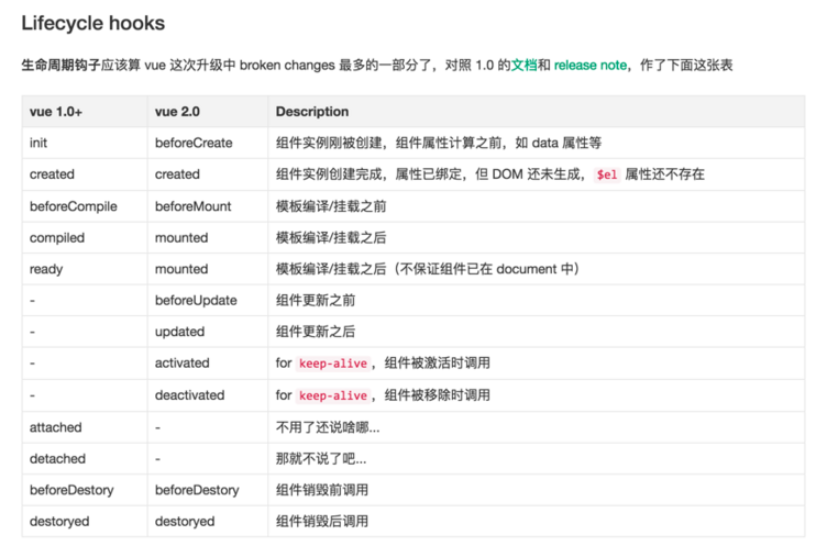 Lifecycle hooks
生命周期钩子应该算 vue 这次升级中 broken changes 最多的一部分了，对照 1.0 的文档和 release note，作了下面这张表
vue 1.0+ vue 2.0 Description
init beforeCreate 组件实例刚被创建，组件属性计算之前，如 data 属性等
created created 组件实例创建完成，属性已绑定，但 DOM 还未生成， $el 属性还不存在
beforeCompile beforeMount 模板编译/挂载之前
compiled mounted 模板编译/挂载之后
ready mounted 模板编译/挂载之后（不保证组件已在 document 中）
- beforeUpdate 组件更新之前
- updated 组件更新之后
- activated for keep-alive ，组件被激活时调用
- deactivated for keep-alive ，组件被移除时调用
attached - 不用了还说啥哪...
detached - 那就不说了吧...
beforeDestory beforeDestory 组件销毁前调用
destoryed destoryed 组件销毁后调用